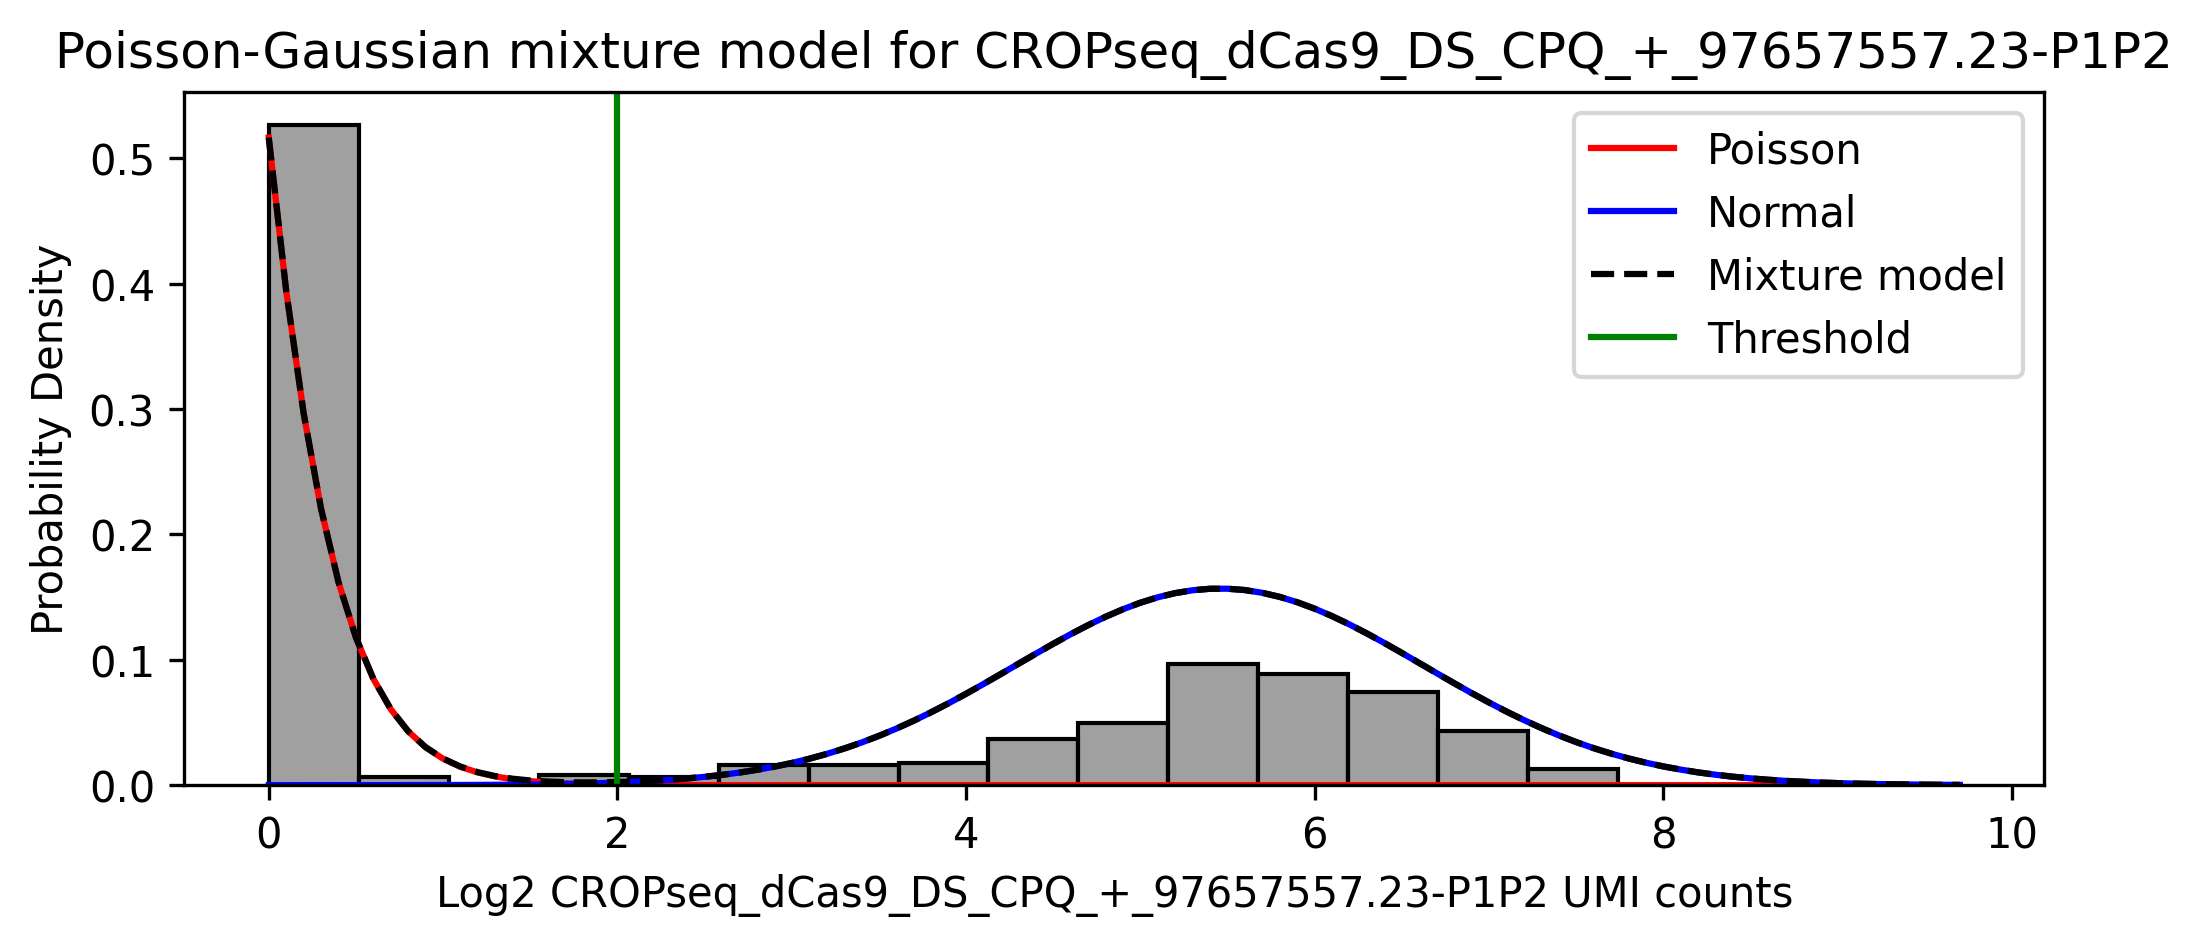 Poisson-Gaussian mixture model for CROPseq_dCas9_DS_CPQ_+_97657557.23-P1P2
Poisson
Normal
Mixture model
Threshold
Probability Density
0.5
0.4
0.3
0.2
0.1
0.0
0 2 4 6 8 10
Log2 CROPseq_dCas9_DS_CPQ_+_97657557.23-P1P2 UMI counts